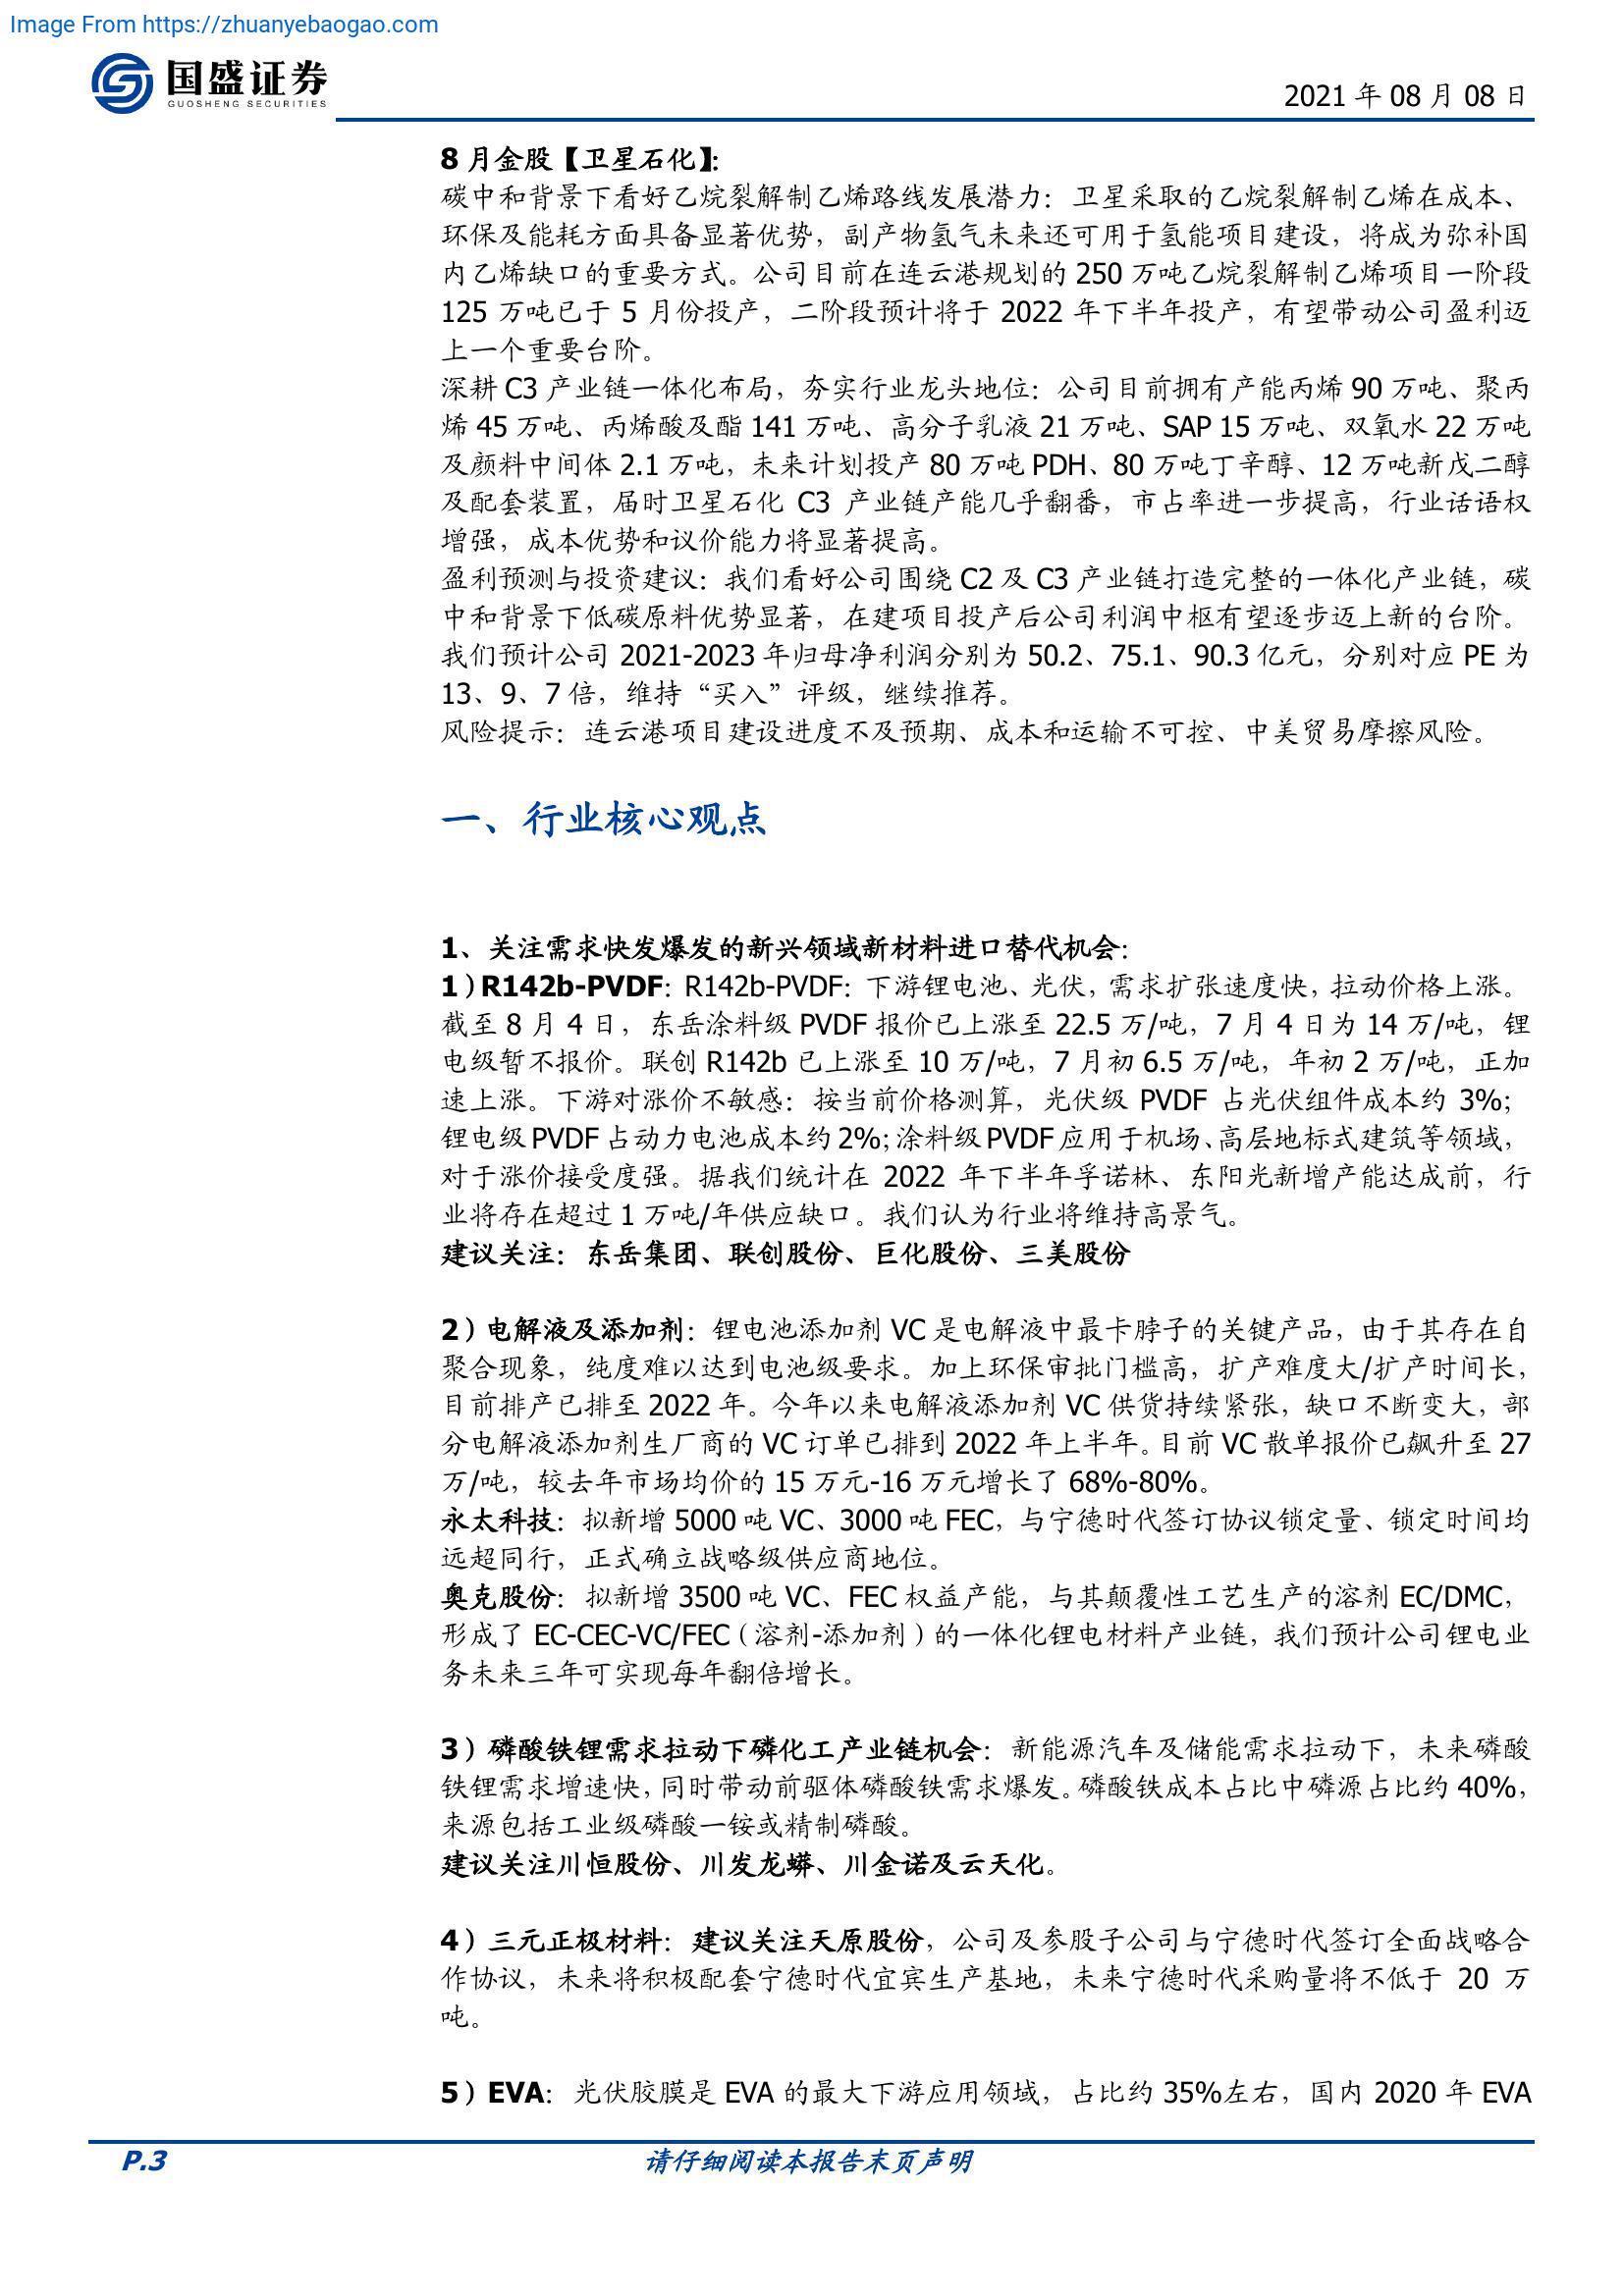 Image From https://zhuanyebaogao.com
国盛证券
GUOSHENG SECURITIES
2021 年 08 月 08 日
8 月金股【卫星石化】：
碳中和背景下看好乙烷裂解制乙烯路线发展潜力：卫星采取的乙烷裂解制乙烯在成本、
环保及能耗方面具备显著优势，副产物氢气未来还可用于氢能项目建设，将成为弥补国
内乙烯缺口的重要方式。公司目前在连云港规划的 250 万吨乙烷裂解制乙烯项目一阶段
125 万吨已于 5 月份投产，二阶段预计将于 2022 年下半年投产，有望带动公司盈利迈
上一个重要台阶。
深耕 C3 产业链一体化布局，夯实行业龙头地位：公司目前拥有产能丙烯 90 万吨、聚丙
烯 45 万吨、丙烯酸及酯 141 万吨、高分子乳液 21 万吨、SAP 15 万吨、双氧水 22 万吨
及颜料中间体 2.1 万吨，未来计划投产 80 万吨 PDH、80 万吨丁辛醇、12 万吨新戊二醇
及配套装置，届时卫星石化 C3 产业链产能几乎翻番，市占率进一步提高，行业话语权
增强，成本优势和议价能力将显著提高。
盈利预测与投资建议：我们看好公司围绕 C2 及 C3 产业链打造完整的一体化产业链，碳
中和背景下低碳原料优势显著，在建项目投产后公司利润中枢有望逐步迈上新的台阶。
我们预计公司 2021-2023 年归母净利润分别为 50.2、75.1、90.3 亿元，分别对应 PE 为
13、9、7 倍，维持“买入”评级，继续推荐。
风险提示：连云港项目建设进度不及预期、成本和运输不可控、中美贸易摩擦风险。
一、行业核心观点
1、关注需求快发爆发的新兴领域新材料进口替代机会：
1）R142b-PVDF：R142b-PVDF：下游锂电池、光伏，需求扩张速度快，拉动价格上涨。
截至 8 月 4 日，东岳涂料级 PVDF 报价已上涨至 22.5 万/吨，7 月 4 日为 14 万/吨，锂
电级暂不报价。联创 R142b 已上涨至 10 万/吨，7 月初 6.5 万/吨，年初 2 万/吨，正加
速上涨。下游对涨价不敏感：按当前价格测算，光伏级 PVDF 占光伏组件成本约 3%；
锂电级 PVDF 占动力电池成本约 2%；涂料级 PVDF 应用于机场、高层地标式建筑等领域，
对于涨价接受度强。据我们统计在 2022 年下半年孚诺林、东阳光新增产能达成前，行
业将存在超过 1 万吨/年供应缺口。我们认为行业将维持高景气。
建议关注：东岳集团、联创股份、巨化股份、三美股份
2）电解液及添加剂：锂电池添加剂 VC 是电解液中最卡脖子的关键产品，由于其存在自
聚合现象，纯度难以达到电池级要求。加上环保审批门槛高，扩产难度大/扩产时间长，
目前排产已排至 2022 年。今年以来电解液添加剂 VC 供货持续紧张，缺口不断变大，部
分电解液添加剂生厂商的 VC 订单已排到 2022 年上半年。目前 VC 散单报价已飙升至 27
万/吨，较去年市场均价的 15 万元-16 万元增长了 68%-80%。
永太科技：拟新增 5000 吨 VC、3000 吨 FEC，与宁德时代签订协议锁定量、锁定时间均
远超同行，正式确立战略级供应商地位。
奥克股份：拟新增 3500 吨 VC、FEC 权益产能，与其颠覆性工艺生产的溶剂 EC/DMC，
形成了 EC-CEC-VC/FEC（溶剂-添加剂）的一体化锂电材料产业链，我们预计公司锂电业
务未来三年可实现每年翻倍增长。
3）磷酸铁锂需求拉动下磷化工产业链机会：新能源汽车及储能需求拉动下，未来磷酸
铁锂需求增速快，同时带动前驱体磷酸铁需求爆发。磷酸铁成本占比中磷源占比约 40%，
来源包括工业级磷酸一铵或精制磷酸。
建议关注川恒股份、川发龙蟒、川金诺及云天化。
4）三元正极材料：建议关注天原股份，公司及参股子公司与宁德时代签订全面战略合
作协议，未来将积极配套宁德时代宜宾生产基地，未来宁德时代采购量将不低于 20 万
吨。
5）EVA：光伏胶膜是 EVA 的最大下游应用领域，占比约 35%左右，国内 2020 年 EVA
P.3
请仔细阅读本报告末页声明